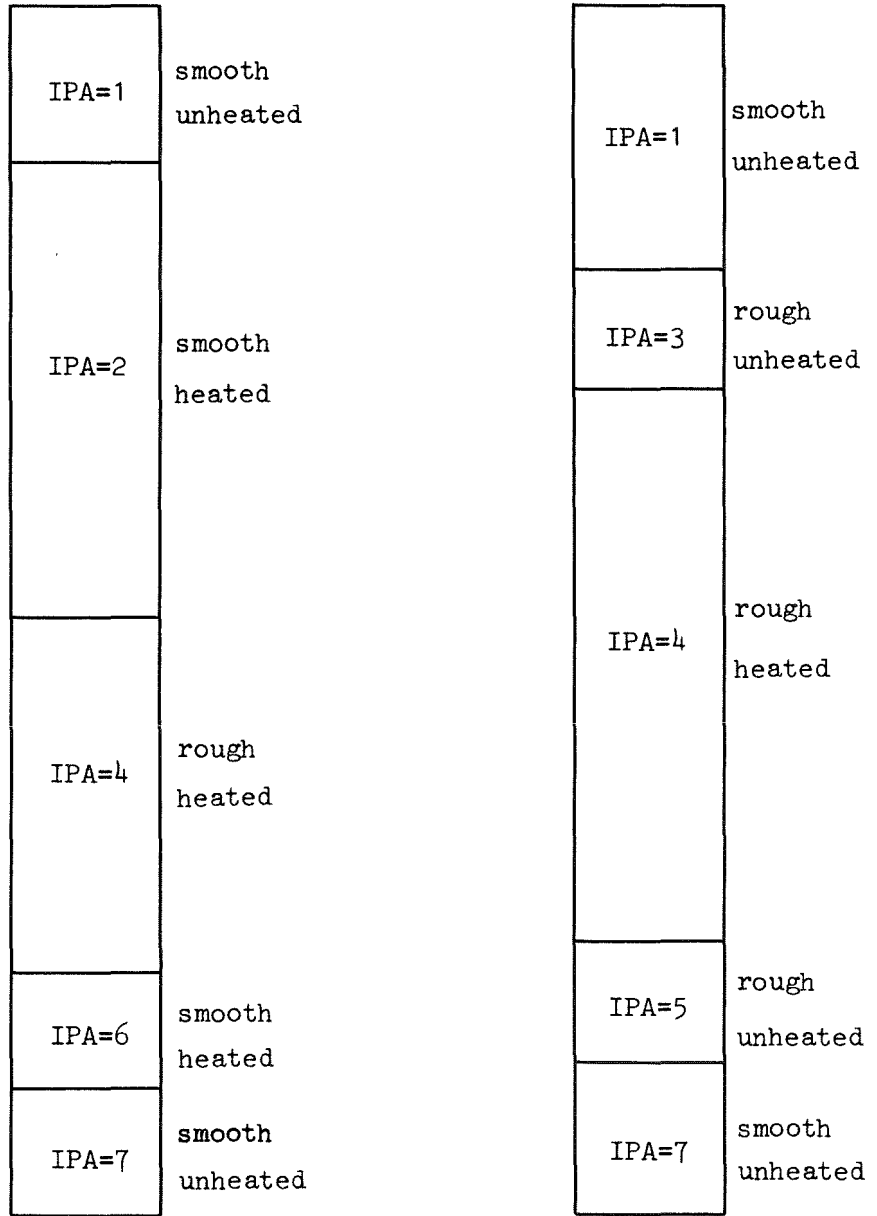 IPA=1
smooth
unheated
IPA=2
smooth
heated
IPA=4
rough
heated
IPA=6
smooth
heated
IPA=7
smooth
unheated
IPA=1
smooth
unheated
IPA=3
rough
unheated
IPA=4
rough
heated
IPA=5
rough
unheated
IPA=7
smooth
unheated